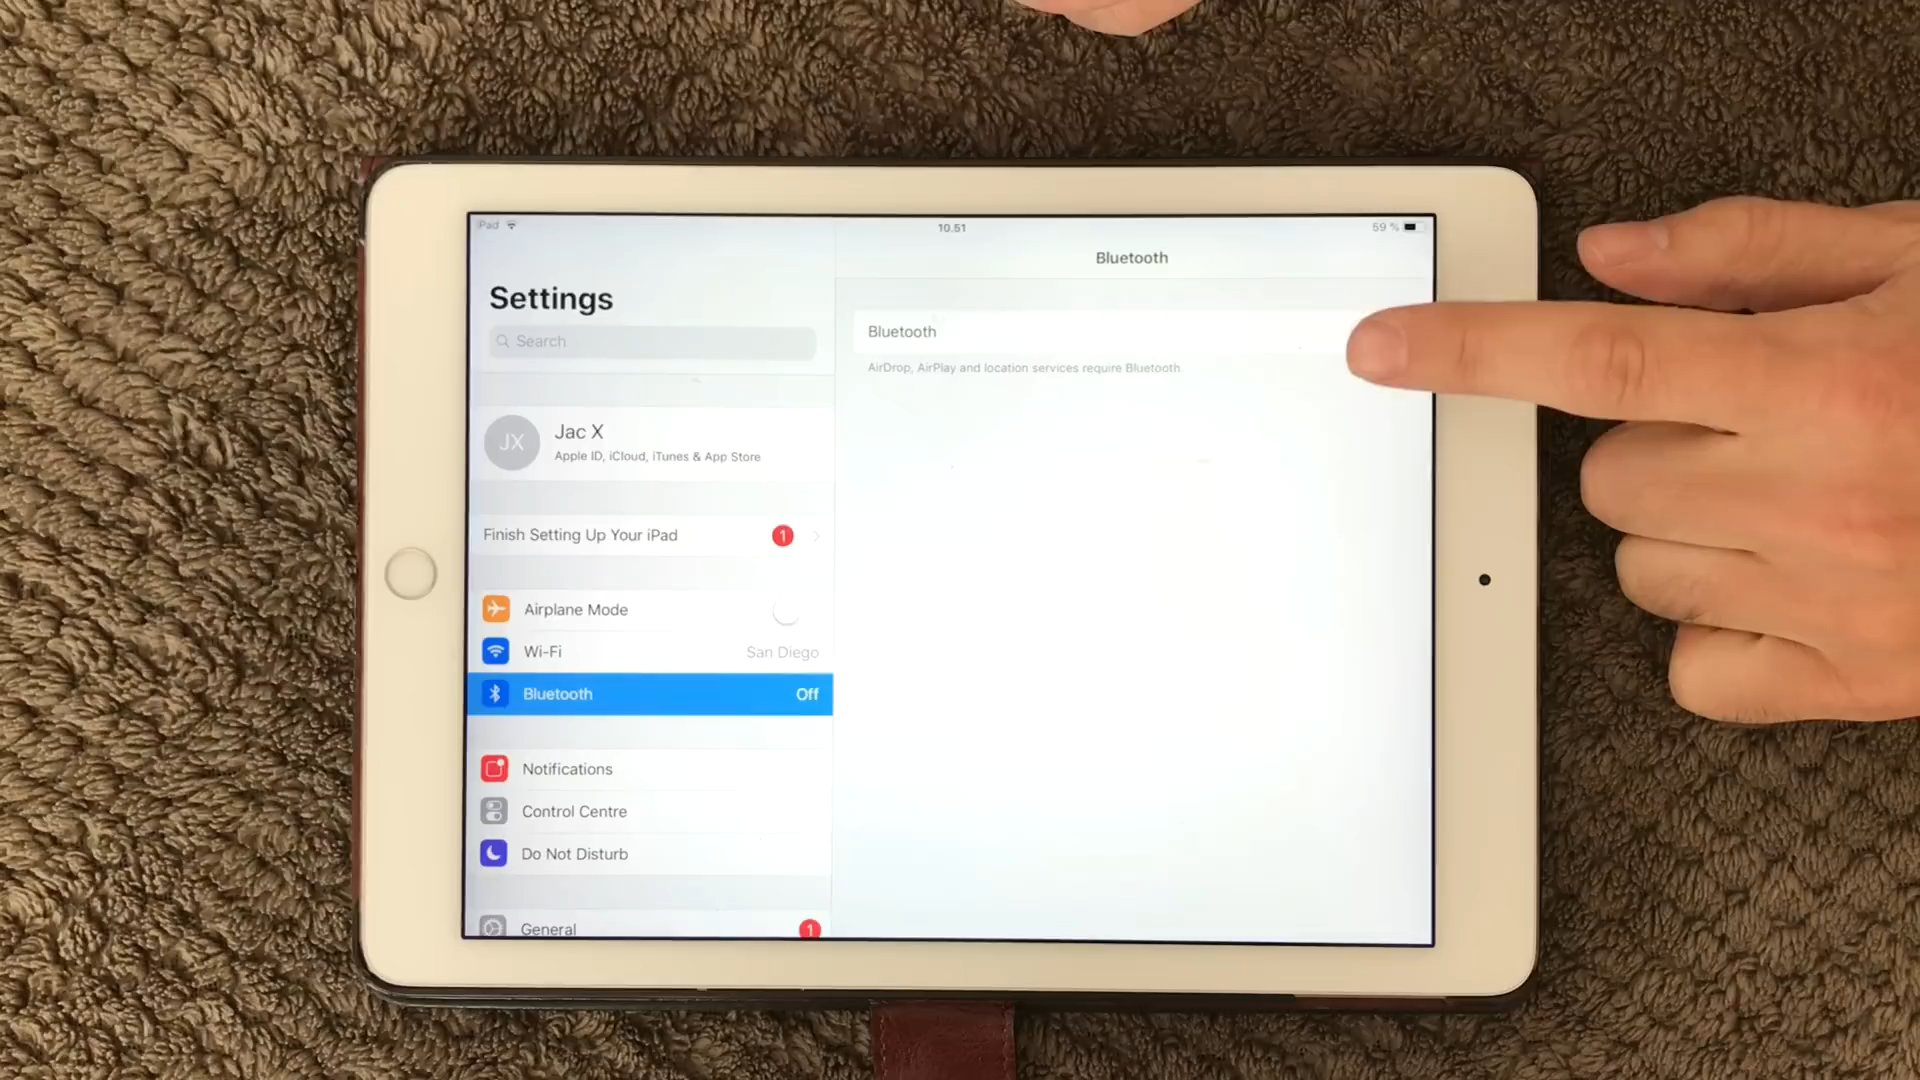 Pad
10.51
59 %
Settings
Search
JX
Jac X
Apple ID, iCloud, iTunes & App Store
Finish Setting Up Your iPad 1
Airplane Mode
Wi-Fi San Diego
Bluetooth Off
Notifications
Control Centre
Do Not Disturb
General 1
Bluetooth
Bluetooth
AirDrop, AirPlay and location services require Bluetooth